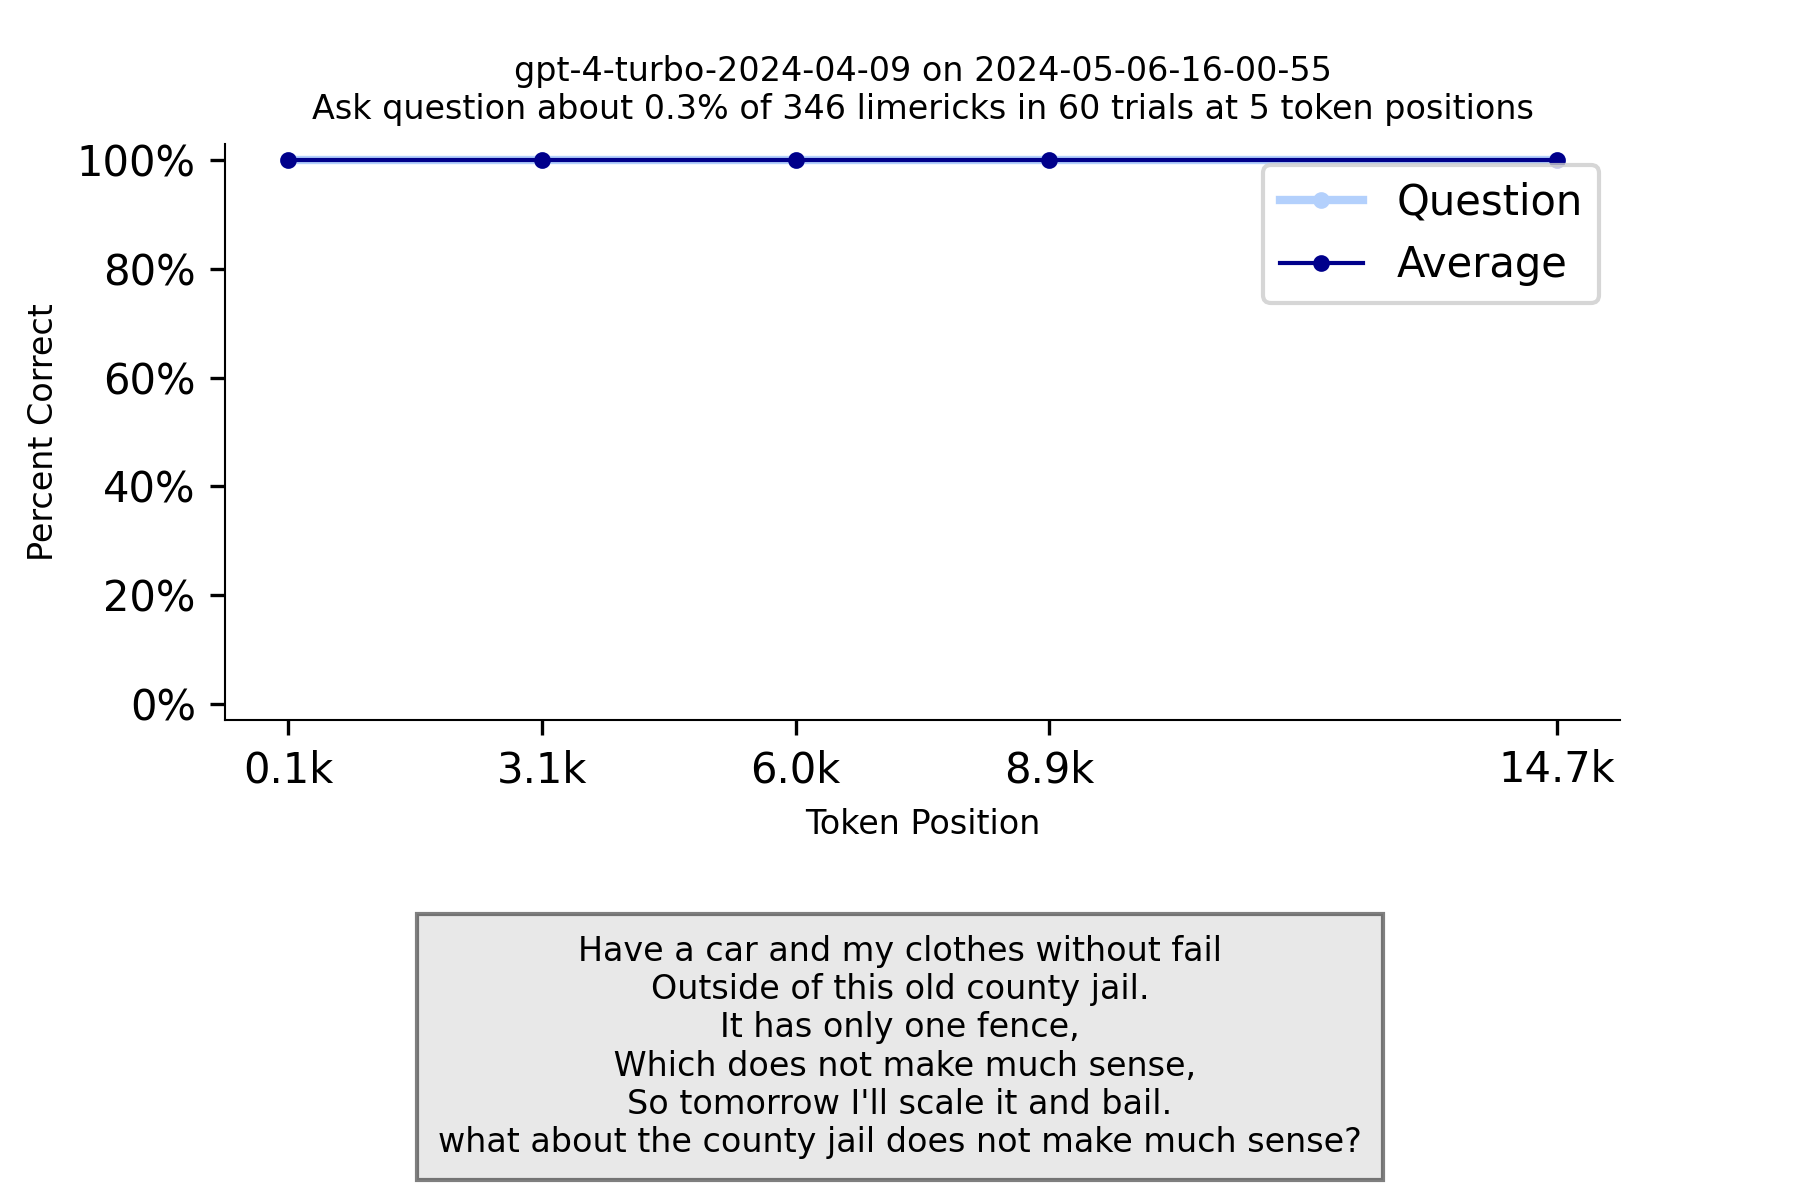 gpt-4-turbo-2024-04-09 on 2024-05-06-16-00-55
Ask question about 0.3% of 346 limericks in 60 trials at 5 token positions
100%
80%
60%
40%
20%
0%
Percent Correct
Question
Average
0.1k 3.1k 6.0k 8.9k 14.7k
Token Position
Have a car and my clothes without fail
Outside of this old county jail.
It has only one fence,
Which does not make much sense,
So tomorrow I'll scale it and bail.
what about the county jail does not make much sense?